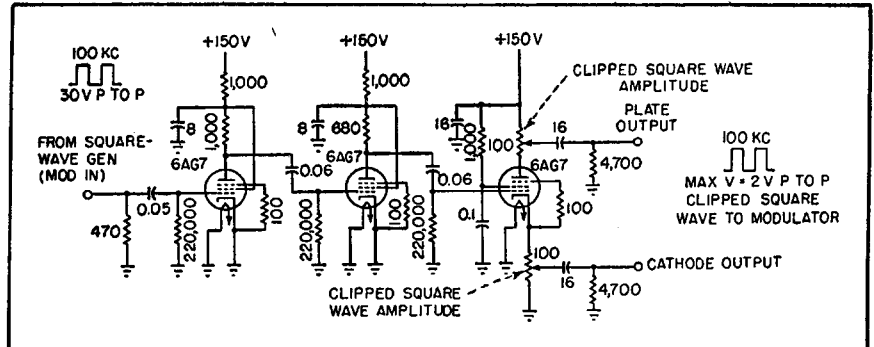 100 KC
30 V P TO P
+150V
+150V
+150V
1,000
1,000
8
1,000
8
680
16
1,000
100
CLIPPED SQUARE WAVE
AMPLITUDE
PLATE
OUTPUT
16
4,700
100 KC
MAX V = 2 V P TO P
CLIPPED SQUARE
WAVE TO MODULATOR
FROM SQUARE-
WAVE GEN
(MOD IN)
6AG7
0.06
6AG7
0.06
6AG7
0.05
470
220,000
100
220,000
100
220,000
0.1
100
100
16
4,700
CATHODE OUTPUT
CLIPPED SQUARE
WAVE AMPLITUDE